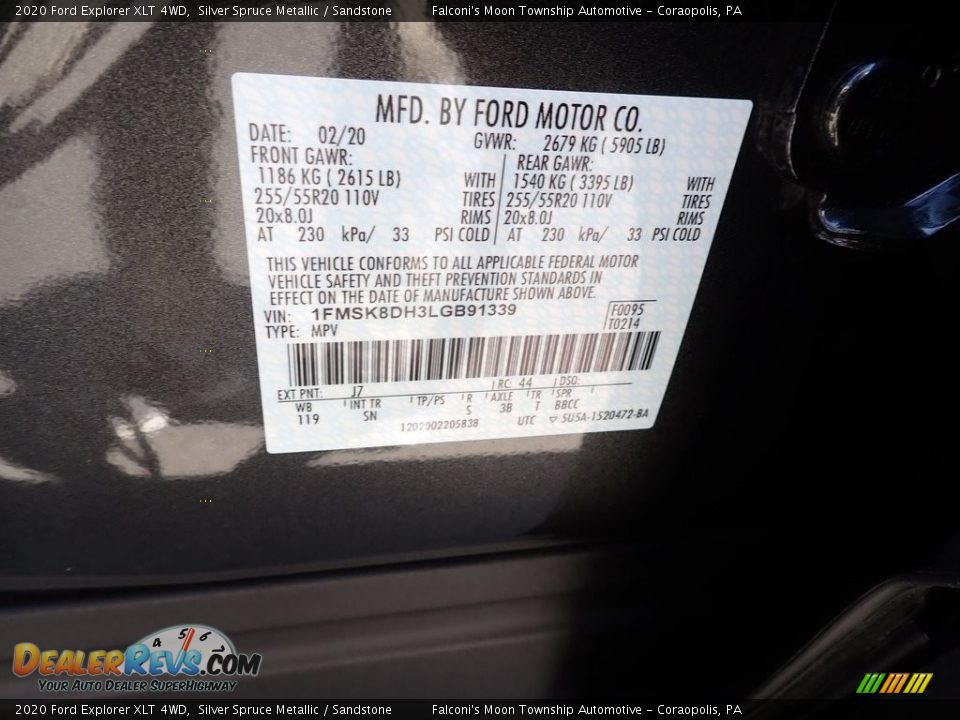 2020 Ford Explorer XLT 4WD, Silver Spruce Metallic / Sandstone Falconi's Moon Township Automotive - Coraopolis, PA
MFD. BY FORD MOTOR CO.
DATE: 02/20 GVWR: 2679 KG ( 5905 LB)
FRONT GAWR: REAR GAWR:
1186 KG ( 2615 LB) WITH 1540 KG ( 3395 LB) WITH
255/55R20 110V TIRES 255/55R20 110V TIRES
20x8.0J RIMS 20x8.0J RIMS
AT 230 kPa/ 33 PSI COLD AT 230 kPa/ 33 PSI COLD
THIS VEHICLE CONFORMS TO ALL APPLICABLE FEDERAL MOTOR
VEHICLE SAFETY AND THEFT PREVENTION STANDARDS IN
EFFECT ON THE DATE OF MANUFACTURE SHOWN ABOVE.
VIN: 1FMSK8DH3LGB91339 F0095
TYPE: MPV T0214
EXT PNT: J7 RC: 44 DSO:
WB INT TR TP/PS R AXLE TR SPR
119 SN S 3B T BBCC
1202002205838 UTC ▽ 5U5A-1520472-BA
4 5 6
DEALERREVS.COM
YOUR AUTO DEALER SUPERHIGHWAY
2020 Ford Explorer XLT 4WD, Silver Spruce Metallic / Sandstone Falconi's Moon Township Automotive - Coraopolis, PA